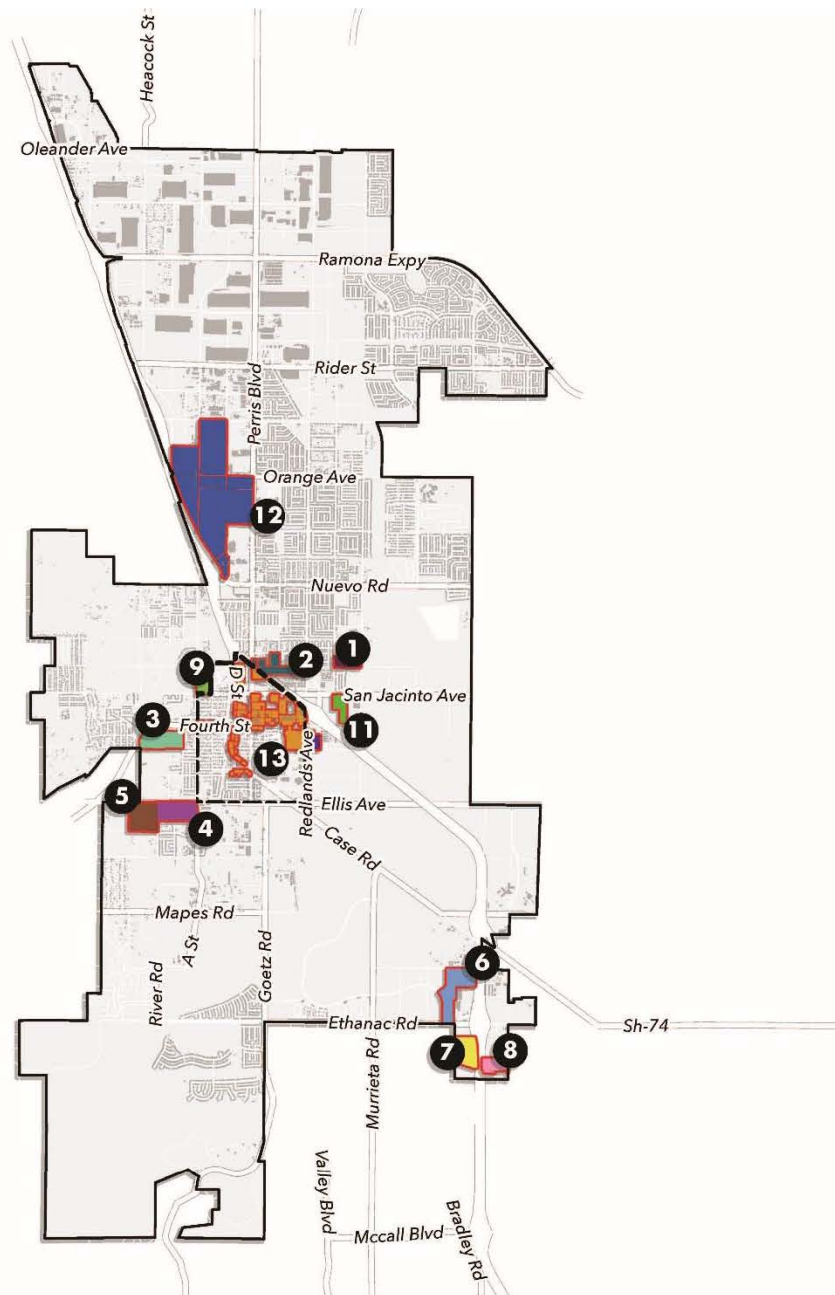 Heacock St
Oleander Ave
Ramona Expy
Rider St
Perris Blvd
Orange Ave
12
Nuevo Rd
1
2
9
D St
San Jacinto Ave
3
Fourth St
11
13
Redlands Ave
5
4
Ellis Ave
Case Rd
Mapes Rd
A St
6
River Rd
Goetz Rd
Ethanac Rd
Sh-74
7
8
Murrieta Rd
Valley Blvd
Mccall Blvd
Bradley Rd